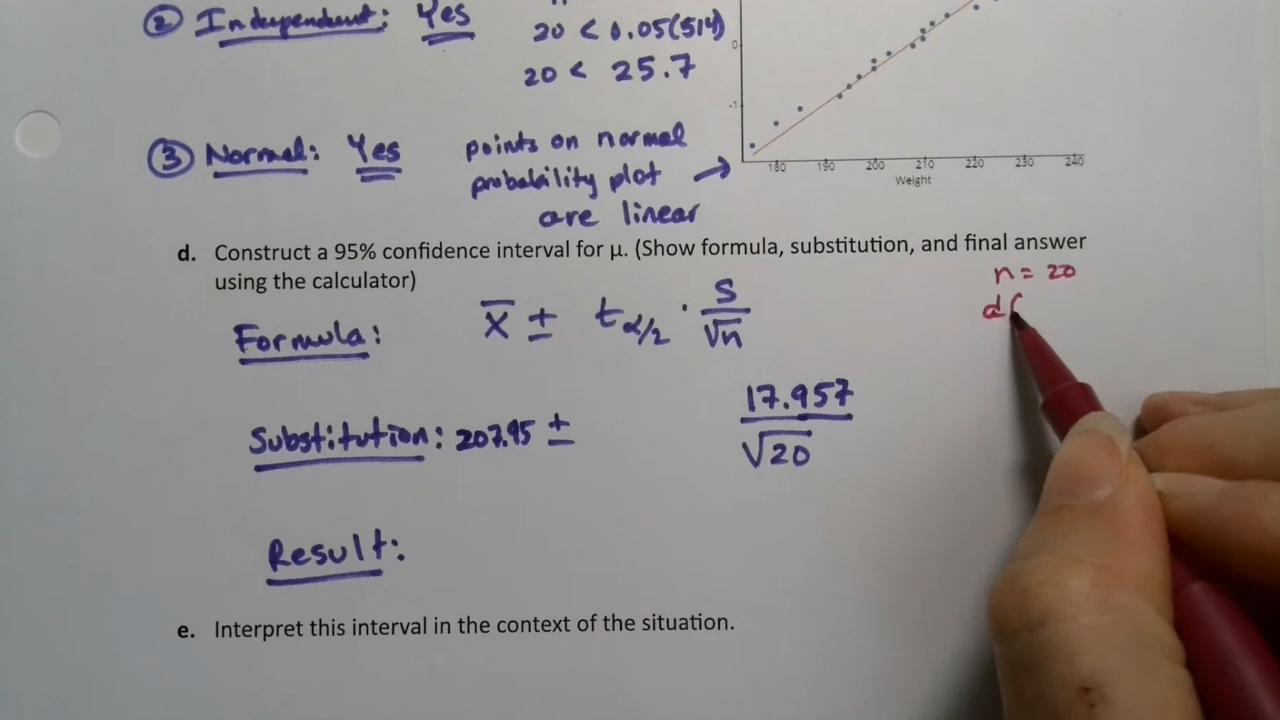 ② Independent: Yes
20 < 0.05(514)
20 < 25.7
0
-1
③ Normal: Yes
points on normal
probability plot →
are linear
180 190 200 210 220 230 240
Weight
d. Construct a 95% confidence interval for μ. (Show formula, substitution, and final answer
using the calculator)
n = 20
df
Formula: x̄ ± t α/2 · s/√n
Substitution: 207.95 ± 17.957/√20
Result:
e. Interpret this interval in the context of the situation.